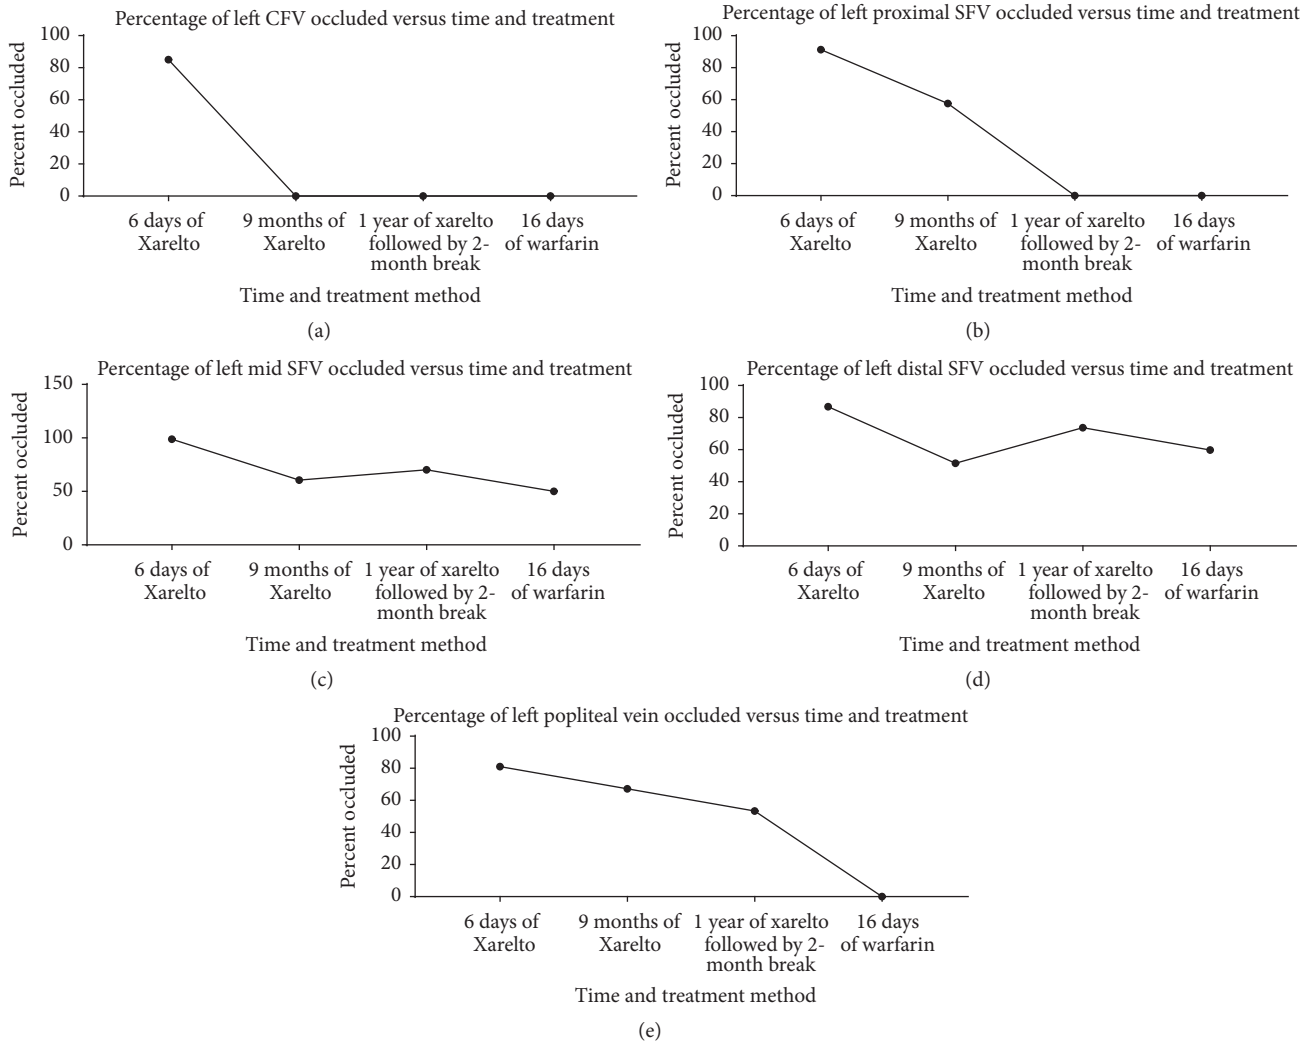 Percentage of left CFV occluded versus time and treatment
100
80
60
40
20
0
Percent occluded
6 days of
Xarelto
9 months of
Xarelto
1 year of xarelto
followed by 2-
month break
16 days
of warfarin
Time and treatment method
(a)
Percentage of left proximal SFV occluded versus time and treatment
100
80
60
40
20
0
Percent occluded
6 days of
Xarelto
9 months of
Xarelto
1 year of xarelto
followed by 2-
month break
16 days
of warfarin
Time and treatment method
(b)
Percentage of left mid SFV occluded versus time and treatment
150
100
50
0
Percent occluded
6 days of
Xarelto
9 months of
Xarelto
1 year of xarelto
followed by 2-
month break
16 days
of warfarin
Time and treatment method
(c)
Percentage of left distal SFV occluded versus time and treatment
100
80
60
40
20
0
Percent occluded
6 days of
Xarelto
9 months of
Xarelto
1 year of xarelto
followed by 2-
month break
16 days
of warfarin
Time and treatment method
(d)
Percentage of left popliteal vein occluded versus time and treatment
100
80
60
40
20
0
Percent occluded
6 days of
Xarelto
9 months of
Xarelto
1 year of xarelto
followed by 2-
month break
16 days
of warfarin
Time and treatment method
(e)